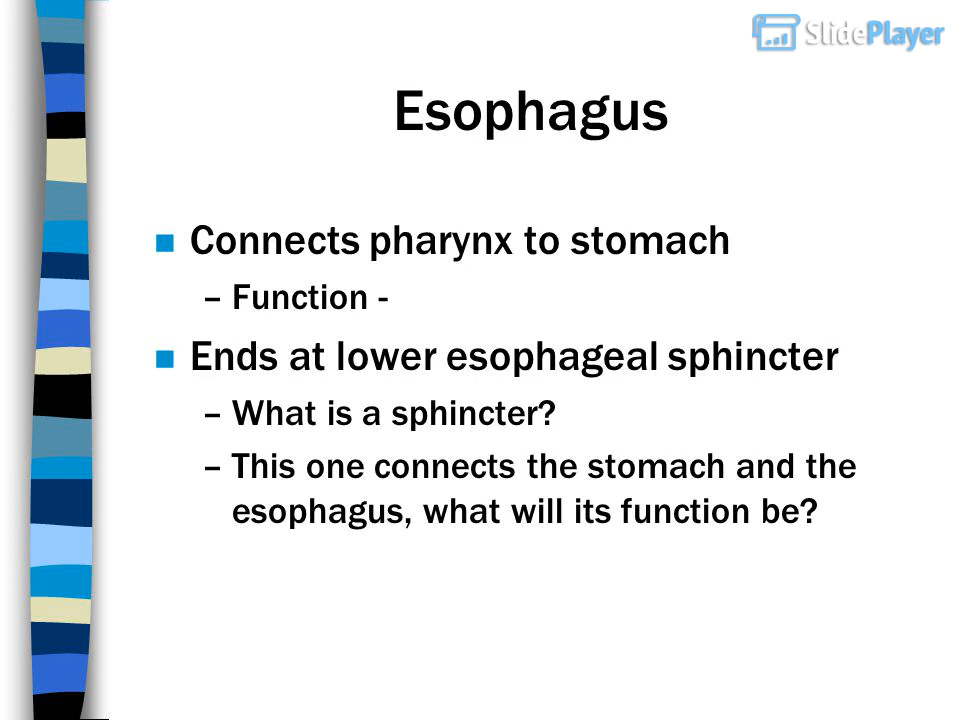 SlidePlayer
Esophagus
■ Connects pharynx to stomach
– Function -
■ Ends at lower esophageal sphincter
– What is a sphincter?
– This one connects the stomach and the
esophagus, what will its function be?